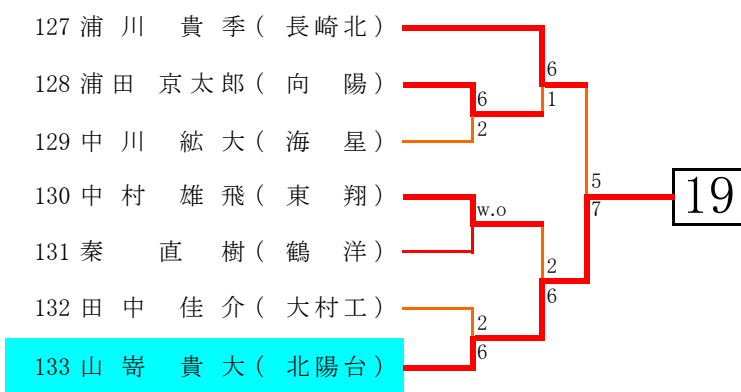 127 浦川 貴季(長崎北)
6
128 浦田 京太郎(向陽)
6
1
2
129 中川 紘大(海星)
5
19
130 中村 雄飛(東翔)
w.o
7
131 秦 直樹(鶴洋)
2
132 田中 佳介(大村工)
6
2
133 山嵜 貴大(北陽台)
6